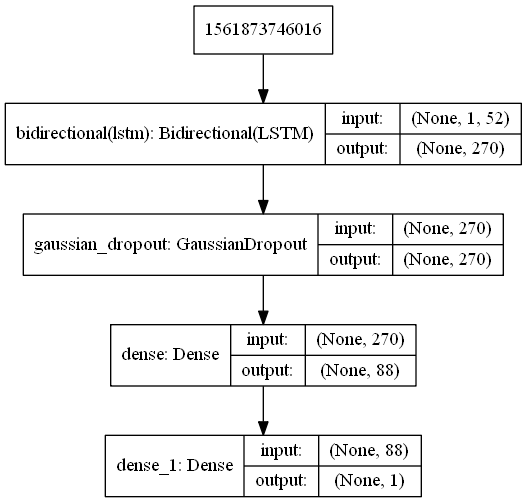 1561873746016
bidirectional(lstm): Bidirectional(LSTM)
input: (None, 1, 52)
output: (None, 270)
gaussian_dropout: GaussianDropout
input: (None, 270)
output: (None, 270)
dense: Dense
input: (None, 270)
output: (None, 88)
dense_1: Dense
input: (None, 88)
output: (None, 1)